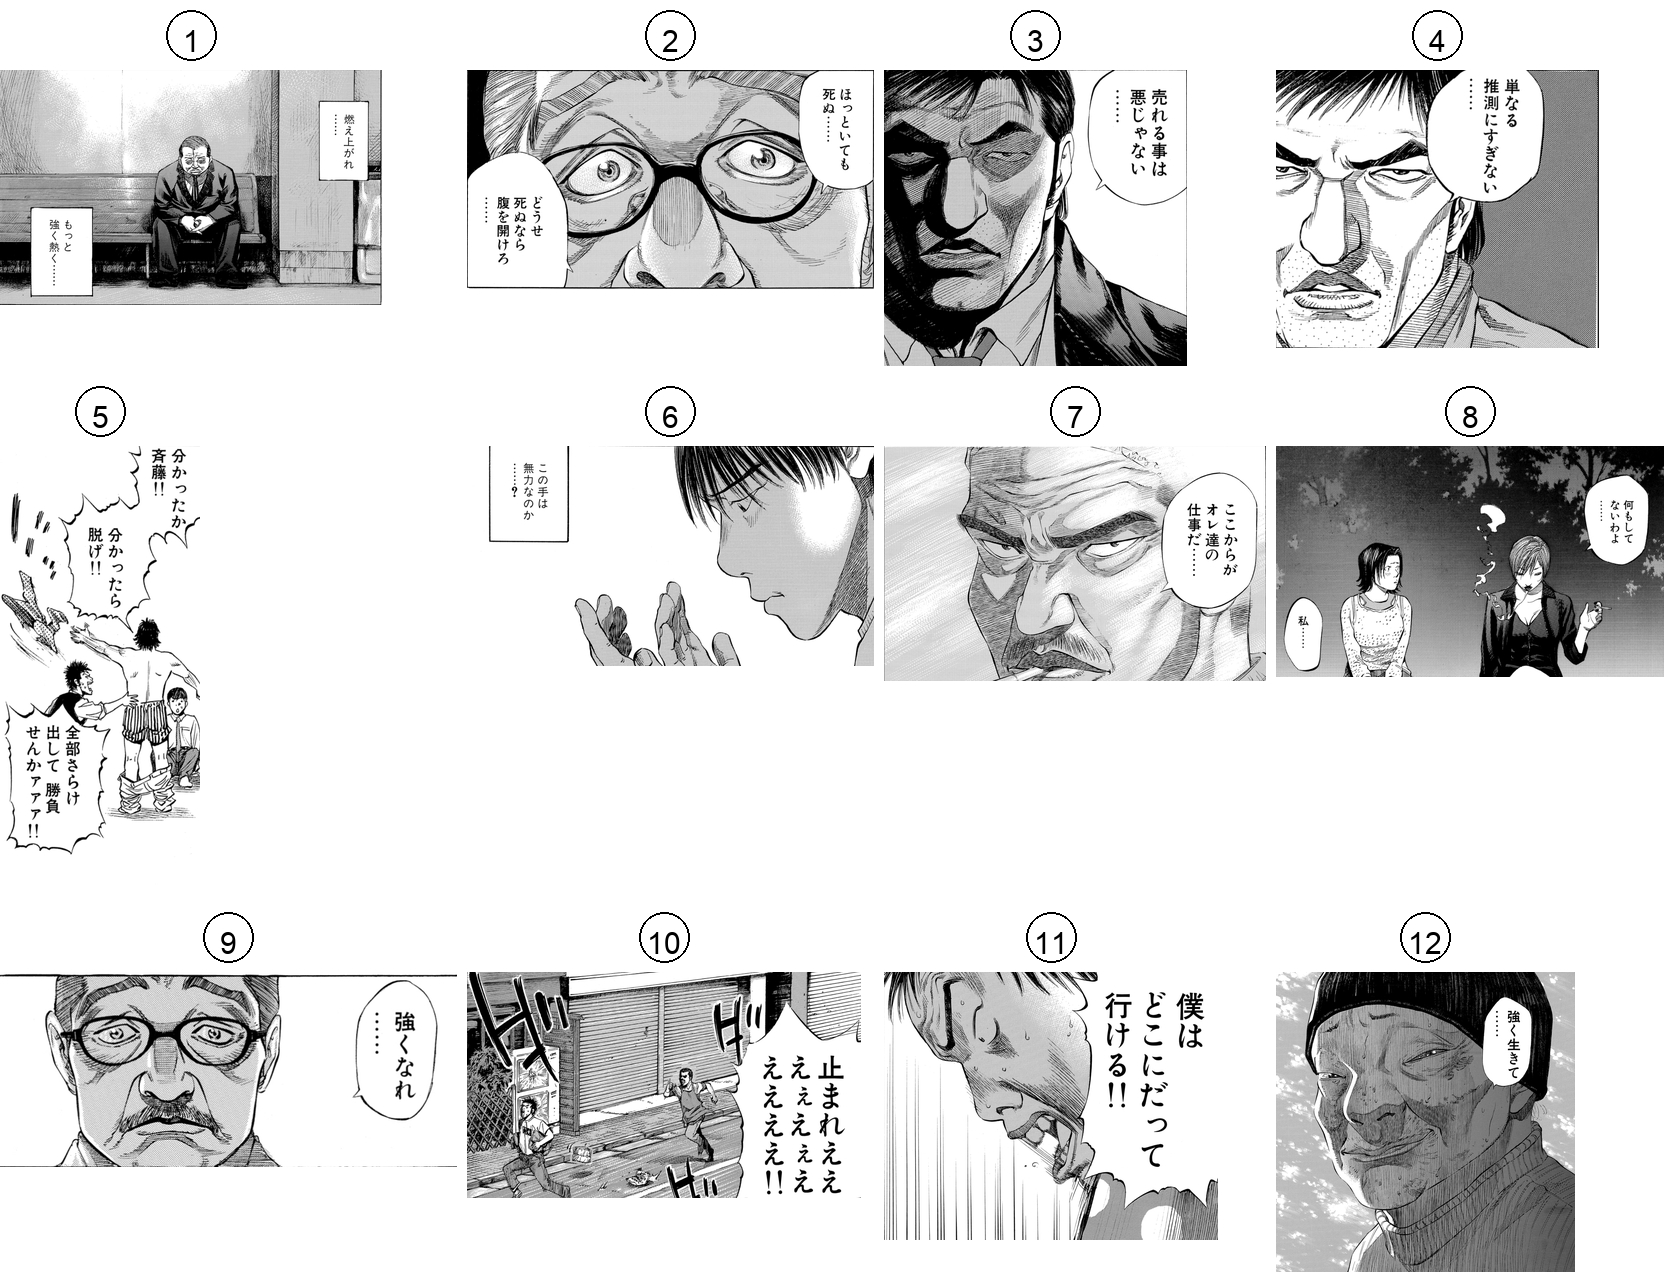 1
燃え上がれ
……
もっと
強く熱く……
2
ほっといても
死ぬ……
どうせ
死ぬなら
腹を開けろ
……
3
売れる事は
悪じゃない
……
4
単なる
推測にすぎない
……
5
分かったか
斉藤!!
分かったら
脱げ!!
全部さらけ
出して 勝負
せんかァァァ!!
6
この手は
無力なのか
……?
7
ここからが
オレ達の
仕事だ……
8
何もして
ないわよ
……
私……
9
強くなれ
……
10
止まれええ
えぇえぇえ
ええええ!!
11
僕は
どこにだって
行ける!!
12
強く生きて
……